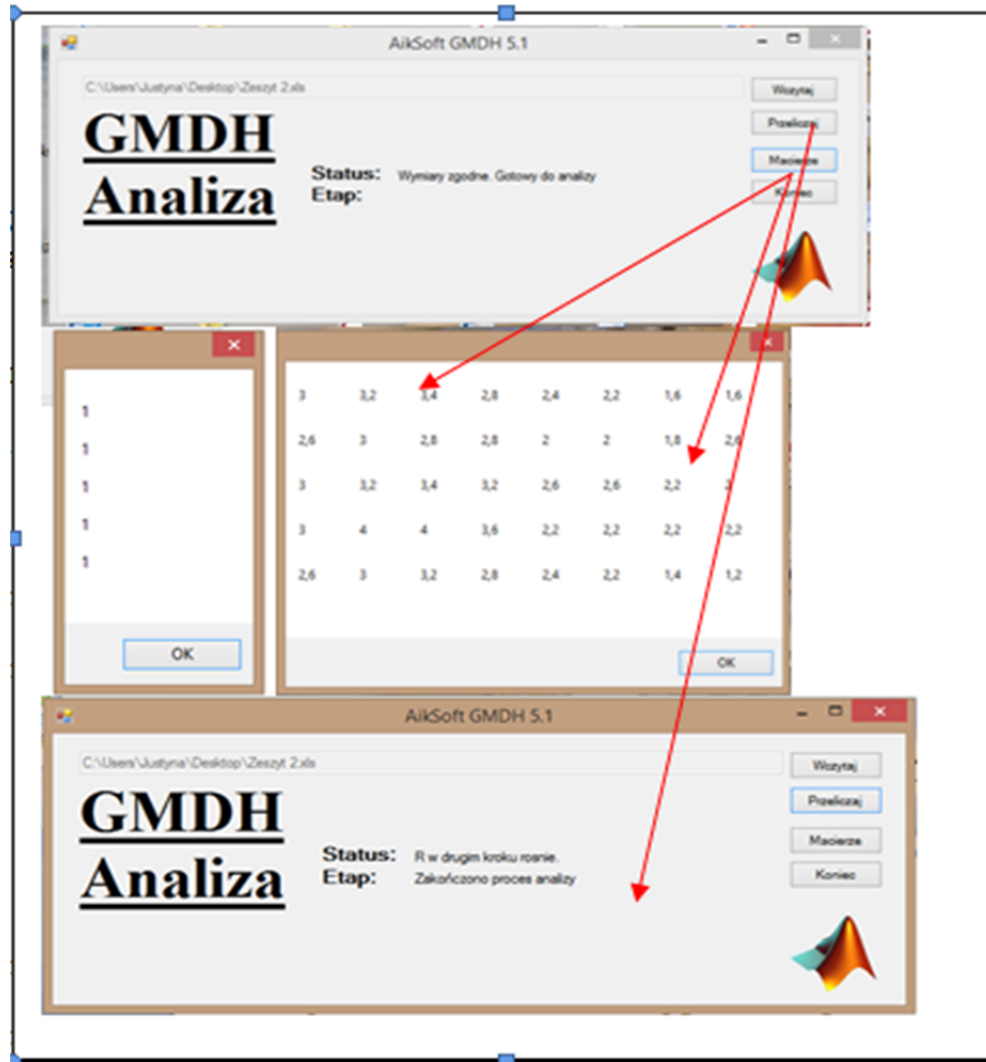 AikSoft GMDH 5.1
C:\Users\Justyna\Desktop\Zeszyt 2.xls
Wczytaj
GMDH
Analiza
Przeliczaj
Status: Wymiary zgodne. Gotowy do analizy
Etap:
Macierze
Koniec
1
1
1
1
1
OK
3 3,2 3,4 2,8 2,4 2,2 1,6 1,6
2,6 3 2,8 2,8 2 2 1,8 2,6
3 3,2 3,4 3,2 2,6 2,6 2,2 2
3 4 4 3,6 2,2 2,2 2,2 2,2
2,6 3 3,2 2,8 2,4 2,2 1,4 1,2
OK
AikSoft GMDH 5.1
C:\Users\Justyna\Desktop\Zeszyt 2.xls
Wczytaj
GMDH
Analiza
Przeliczaj
Status: R w drugim kroku rosnie.
Etap: Zakończono proces analizy
Macierze
Koniec